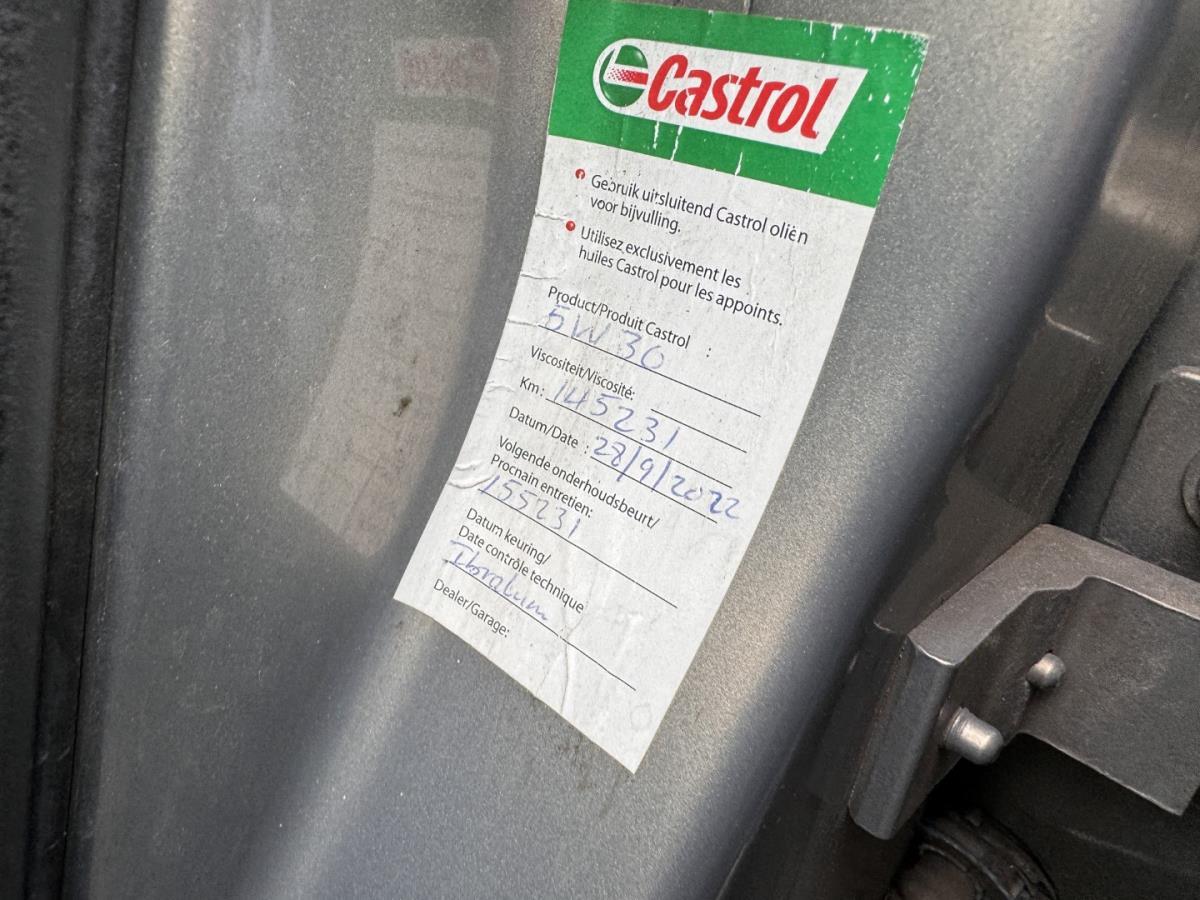 Castrol
Gebruik uitsluitend Castrol oliën
voor bijvulling.
Utilisez exclusivement les
huiles Castrol pour les appoints.
Product/Produit Castrol :
5W30
Viscositeit/Viscosité:
Km: 145231
Datum/Date : 28/9/2022
Volgende onderhoudsbeurt/
Prochain entretien:
155231
Datum keuring/
Date contrôle technique :
Ibrahim
Dealer/Garage: